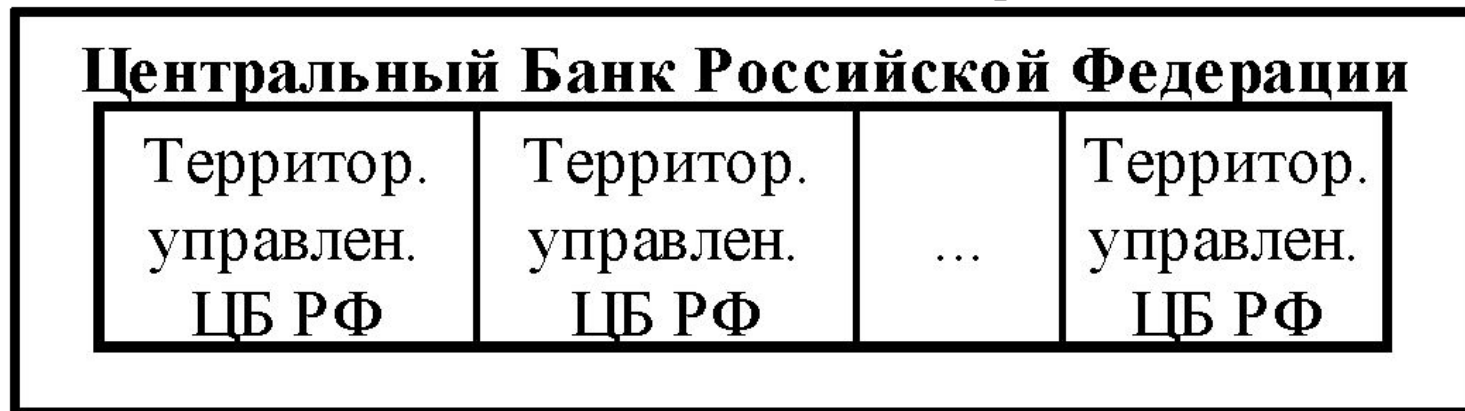 Центральный Банк Российской Федерации
Территор. Территор. Территор.
управлен. управлен. ... управлен.
ЦБ РФ ЦБ РФ ЦБ РФ